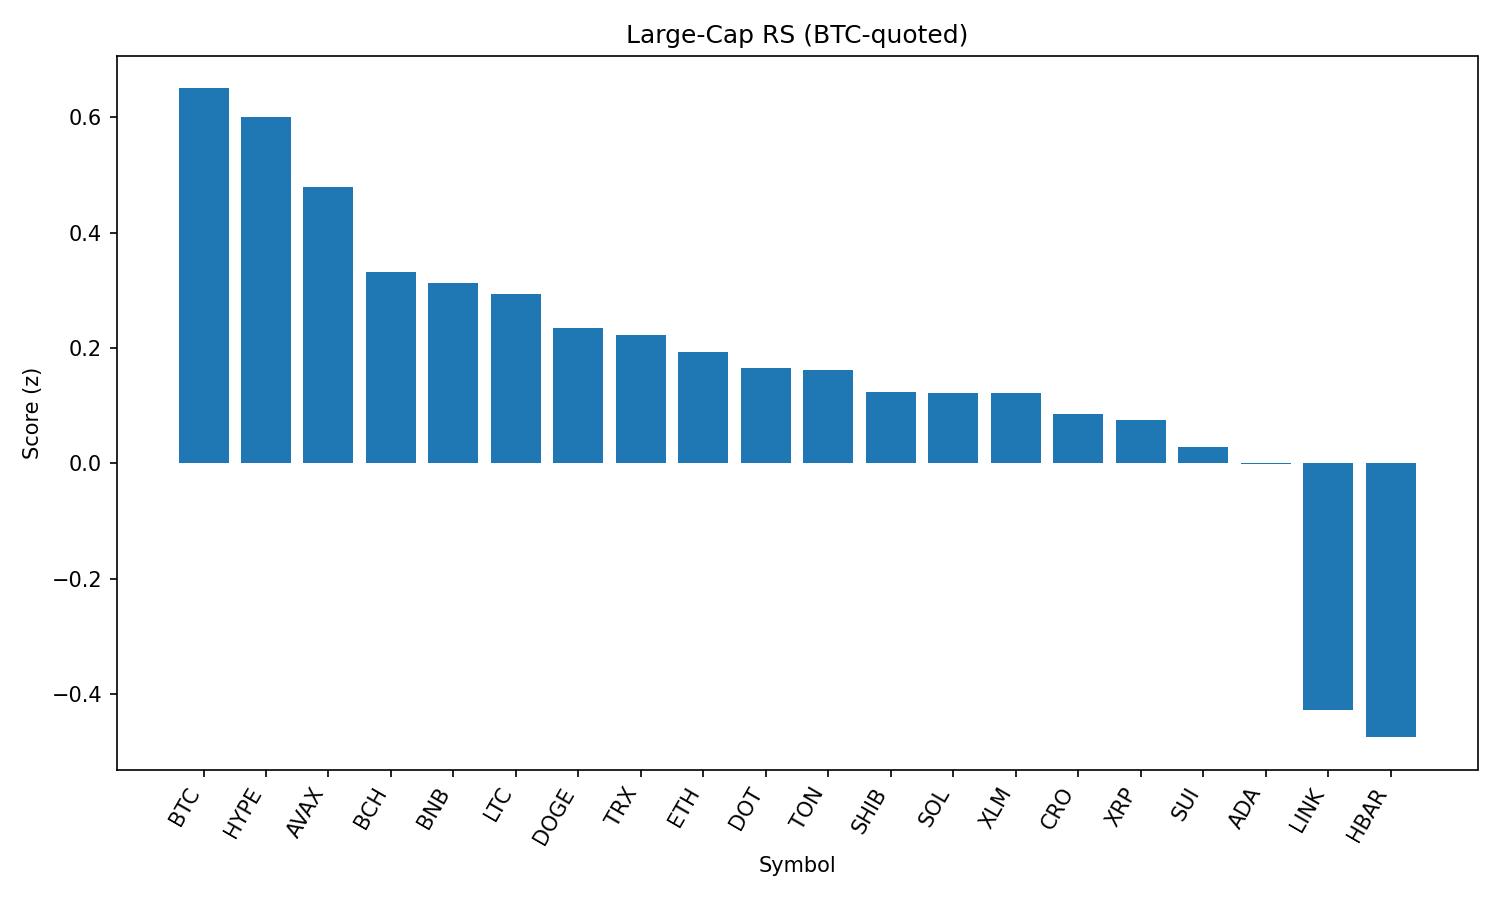 Large-Cap RS (BTC-quoted)
Score (z)
0.6
0.4
0.2
0.0
−0.2
−0.4
BTC
HYPE
AVAX
BCH
BNB
LTC
DOGE
TRX
ETH
DOT
TON
SHIB
SOL
XLM
CRO
XRP
SUI
ADA
LINK
HBAR
Symbol